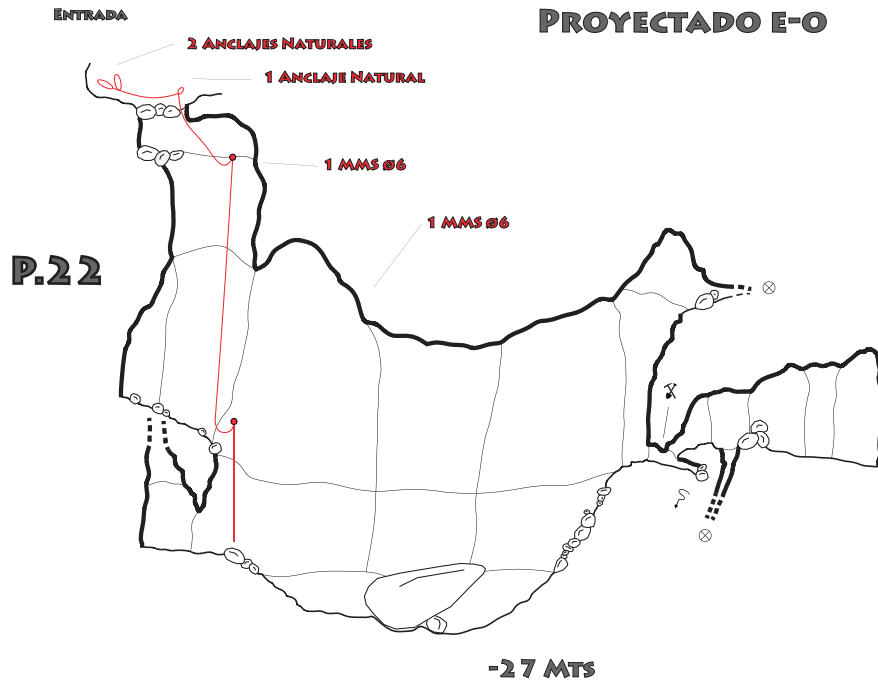 Entrada
Proyectado E-O
2 Anclajes Naturales
1 Anclaje Natural
1 MMS ø6
1 MMS ø6
P.22
-27 Mts